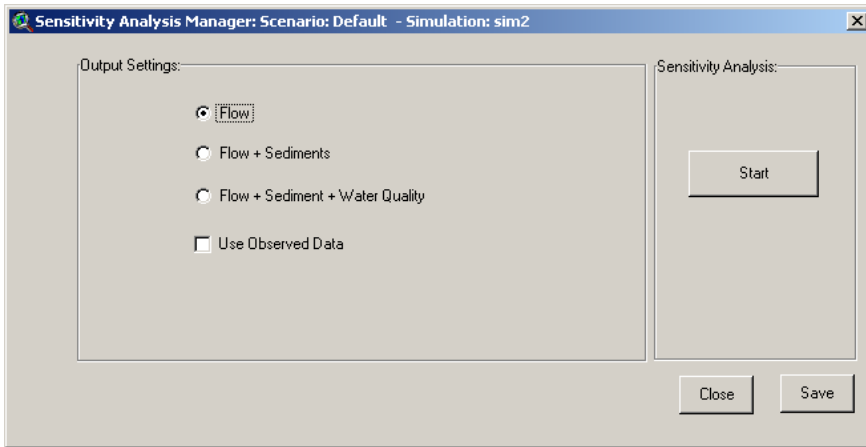 Sensitivity Analysis Manager: Scenario: Default - Simulation: sim2
Output Settings:
Flow
Flow + Sediments
Flow + Sediment + Water Quality
Use Observed Data
Sensitivity Analysis:
Start
Close
Save